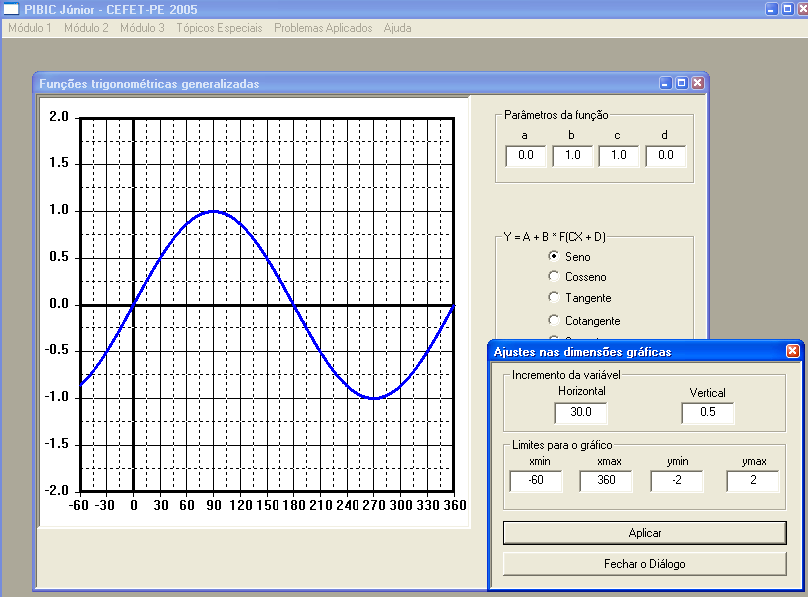 PIBIC Júnior - CEFET-PE 2005
Módulo 1 Módulo 2 Módulo 3 Tópicos Especiais Problemas Aplicados Ajuda
Funções trigonométricas generalizadas
2.0
1.5
1.0
0.5
0.0
-0.5
-1.0
-1.5
-2.0
-60 -30 0 30 60 90 120 150 180 210 240 270 300 330 360
Parâmetros da função
a b c d
0.0 1.0 1.0 0.0
Y = A + B * F(CX + D)
Seno
Cosseno
Tangente
Cotangente
Ajustes nas dimensões gráficas
Incremento da variável
Horizontal Vertical
30.0 0.5
Limites para o gráfico
xmin xmax ymin ymax
-60 360 -2 2
Aplicar
Fechar o Diálogo